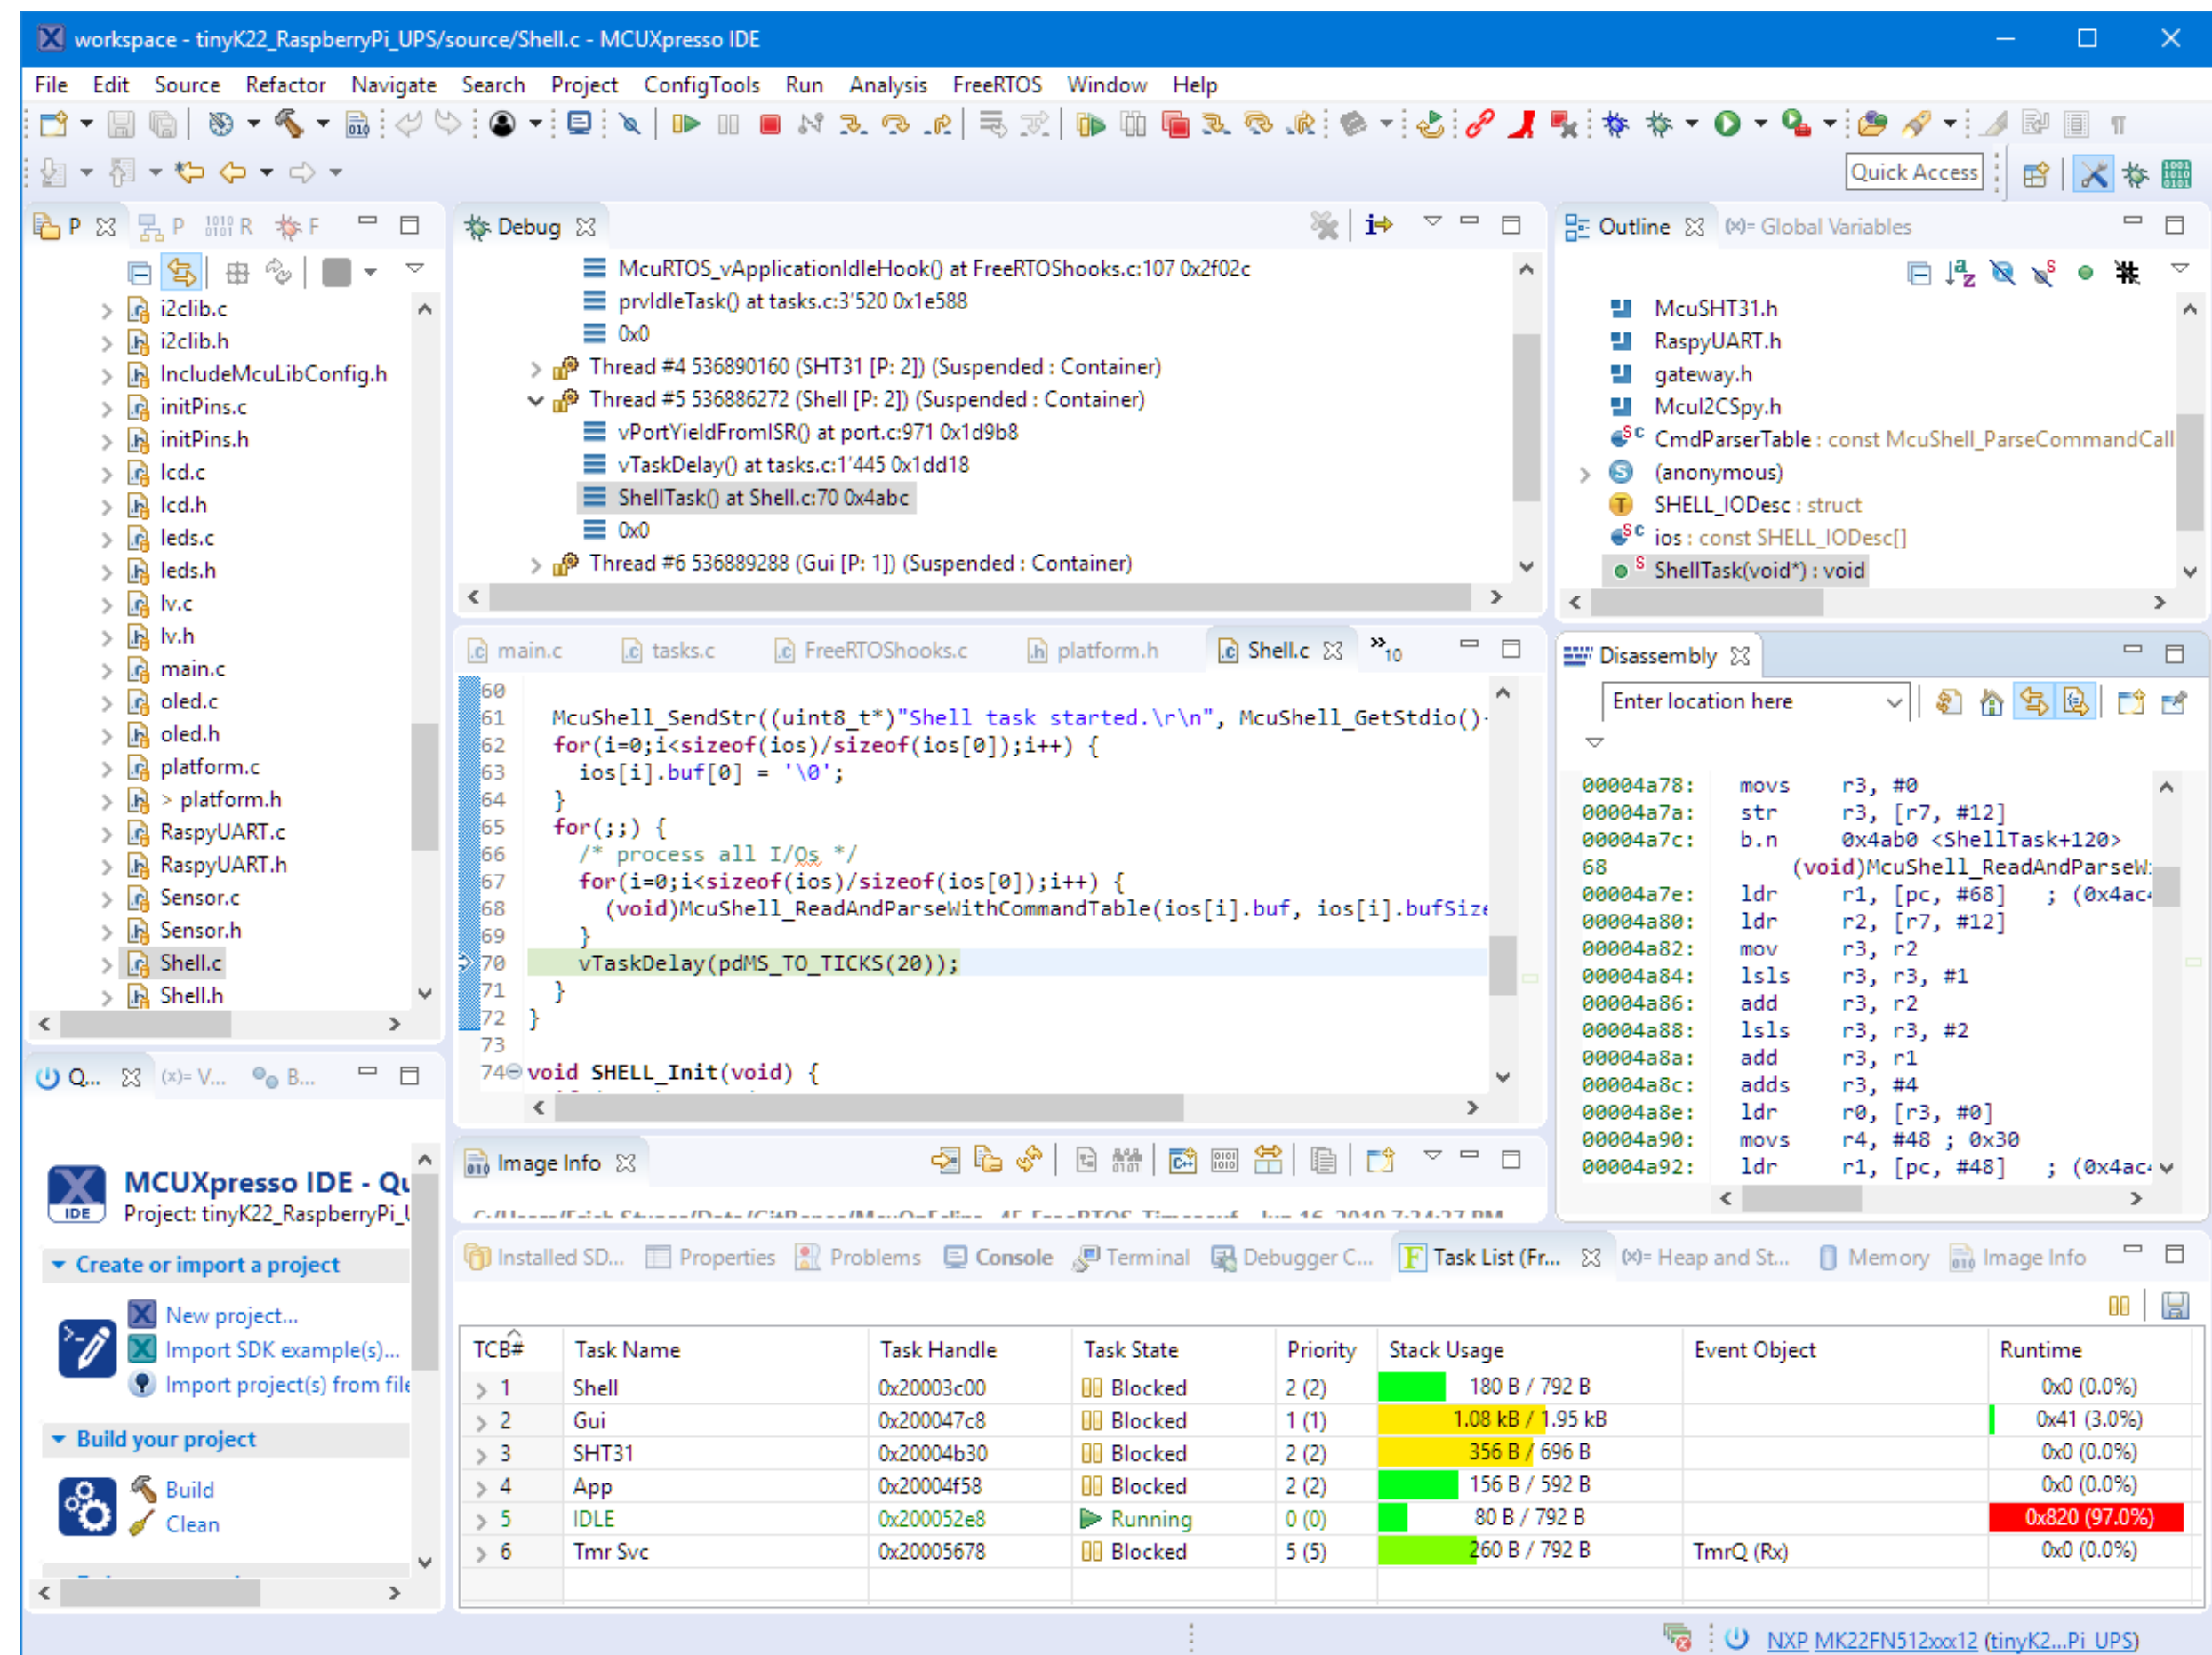 workspace - tinyK22_RaspberryPi_UPS/source/Shell.c - MCUXpresso IDE
File Edit Source Refactor Navigate Search Project ConfigTools Run Analysis FreeRTOS Window Help
Quick Access
P P R F
i2clib.c
i2clib.h
IncludeMcuLibConfig.h
initPins.c
initPins.h
lcd.c
lcd.h
leds.c
leds.h
lv.c
lv.h
main.c
oled.c
oled.h
platform.c
> platform.h
RaspyUART.c
RaspyUART.h
Sensor.c
Sensor.h
Shell.c
Shell.h
Debug
McuRTOS_vApplicationIdleHook() at FreeRTOShooks.c:107 0x2f02c
prvIdleTask() at tasks.c:3'520 0x1e588
0x0
Thread #4 536890160 (SHT31 [P: 2]) (Suspended : Container)
Thread #5 536886272 (Shell [P: 2]) (Suspended : Container)
vPortYieldFromISR() at port.c:971 0x1d9b8
vTaskDelay() at tasks.c:1'445 0x1dd18
ShellTask() at Shell.c:70 0x4abc
0x0
Thread #6 536889288 (Gui [P: 1]) (Suspended : Container)
Outline (x)= Global Variables
McuSHT31.h
RaspyUART.h
gateway.h
McuI2CSpy.h
CmdParserTable : const McuShell_ParseCommandCall
(anonymous)
SHELL_IODesc : struct
ios : const SHELL_IODesc[]
ShellTask(void*) : void
main.c tasks.c FreeRTOShooks.c platform.h Shell.c »10
60
61 McuShell_SendStr((uint8_t*)"Shell task started.\r\n", McuShell_GetStdio()-
62 for(i=0;i<sizeof(ios)/sizeof(ios[0]);i++) {
63 ios[i].buf[0] = '\0';
64 }
65 for(;;) {
66 /* process all I/Os */
67 for(i=0;i<sizeof(ios)/sizeof(ios[0]);i++) {
68 (void)McuShell_ReadAndParseWithCommandTable(ios[i].buf, ios[i].bufSize
69 }
70 vTaskDelay(pdMS_TO_TICKS(20));
71 }
72 }
73
74 void SHELL_Init(void) {
Disassembly
Enter location here
00004a78: movs r3, #0
00004a7a: str r3, [r7, #12]
00004a7c: b.n 0x4ab0 <ShellTask+120>
68 (void)McuShell_ReadAndParseW
00004a7e: ldr r1, [pc, #68] ; (0x4ac
00004a80: ldr r2, [r7, #12]
00004a82: mov r3, r2
00004a84: lsls r3, r3, #1
00004a86: add r3, r2
00004a88: lsls r3, r3, #2
00004a8a: add r3, r1
00004a8c: adds r3, #4
00004a8e: ldr r0, [r3, #0]
00004a90: movs r4, #48 ; 0x30
00004a92: ldr r1, [pc, #48] ; (0x4ac
Q... (x)= V... B...
MCUXpresso IDE - Qu
Project: tinyK22_RaspberryPi_U
Create or import a project
New project...
Import SDK example(s)...
Import project(s) from file
Build your project
Build
Clean
Image Info
Installed SD... Properties Problems Console Terminal Debugger C... Task List (Fr... (x)= Heap and St... Memory Image Info
TCB# Task Name Task Handle Task State Priority Stack Usage Event Object Runtime
1 Shell 0x20003c00 Blocked 2 (2) 180 B / 792 B 0x0 (0.0%)
2 Gui 0x200047c8 Blocked 1 (1) 1.08 kB / 1.95 kB 0x41 (3.0%)
3 SHT31 0x20004b30 Blocked 2 (2) 356 B / 696 B 0x0 (0.0%)
4 App 0x20004f58 Blocked 2 (2) 156 B / 592 B 0x0 (0.0%)
5 IDLE 0x200052e8 Running 0 (0) 80 B / 792 B 0x820 (97.0%)
6 Tmr Svc 0x20005678 Blocked 5 (5) 260 B / 792 B TmrQ (Rx) 0x0 (0.0%)
NXP MK22FN512xxx12 (tinyK2...Pi_UPS)